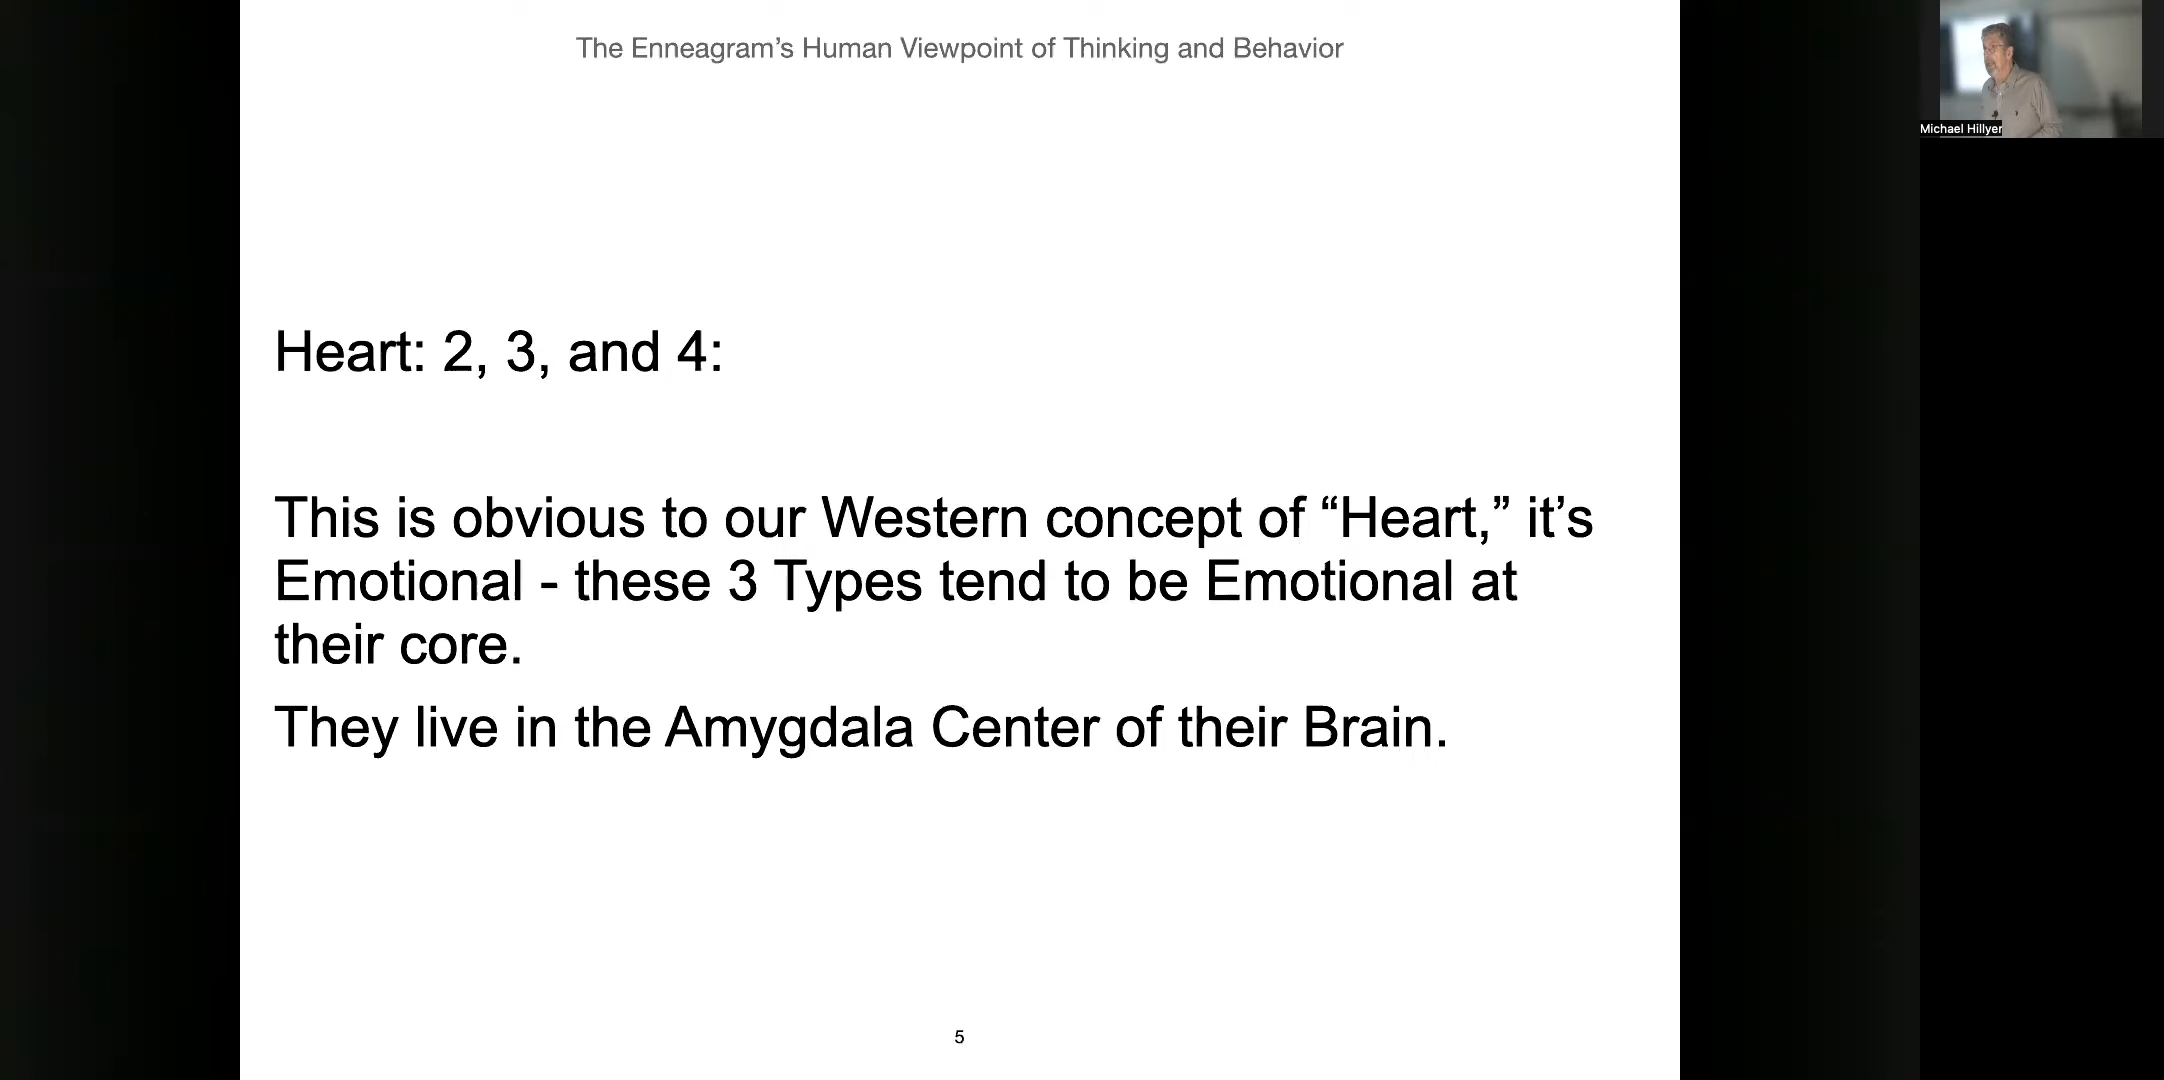 The Enneagram’s Human Viewpoint of Thinking and Behavior
Michael Hillyer
Heart: 2, 3, and 4:
This is obvious to our Western concept of “Heart,” it’s
Emotional - these 3 Types tend to be Emotional at
their core.
They live in the Amygdala Center of their Brain.
5